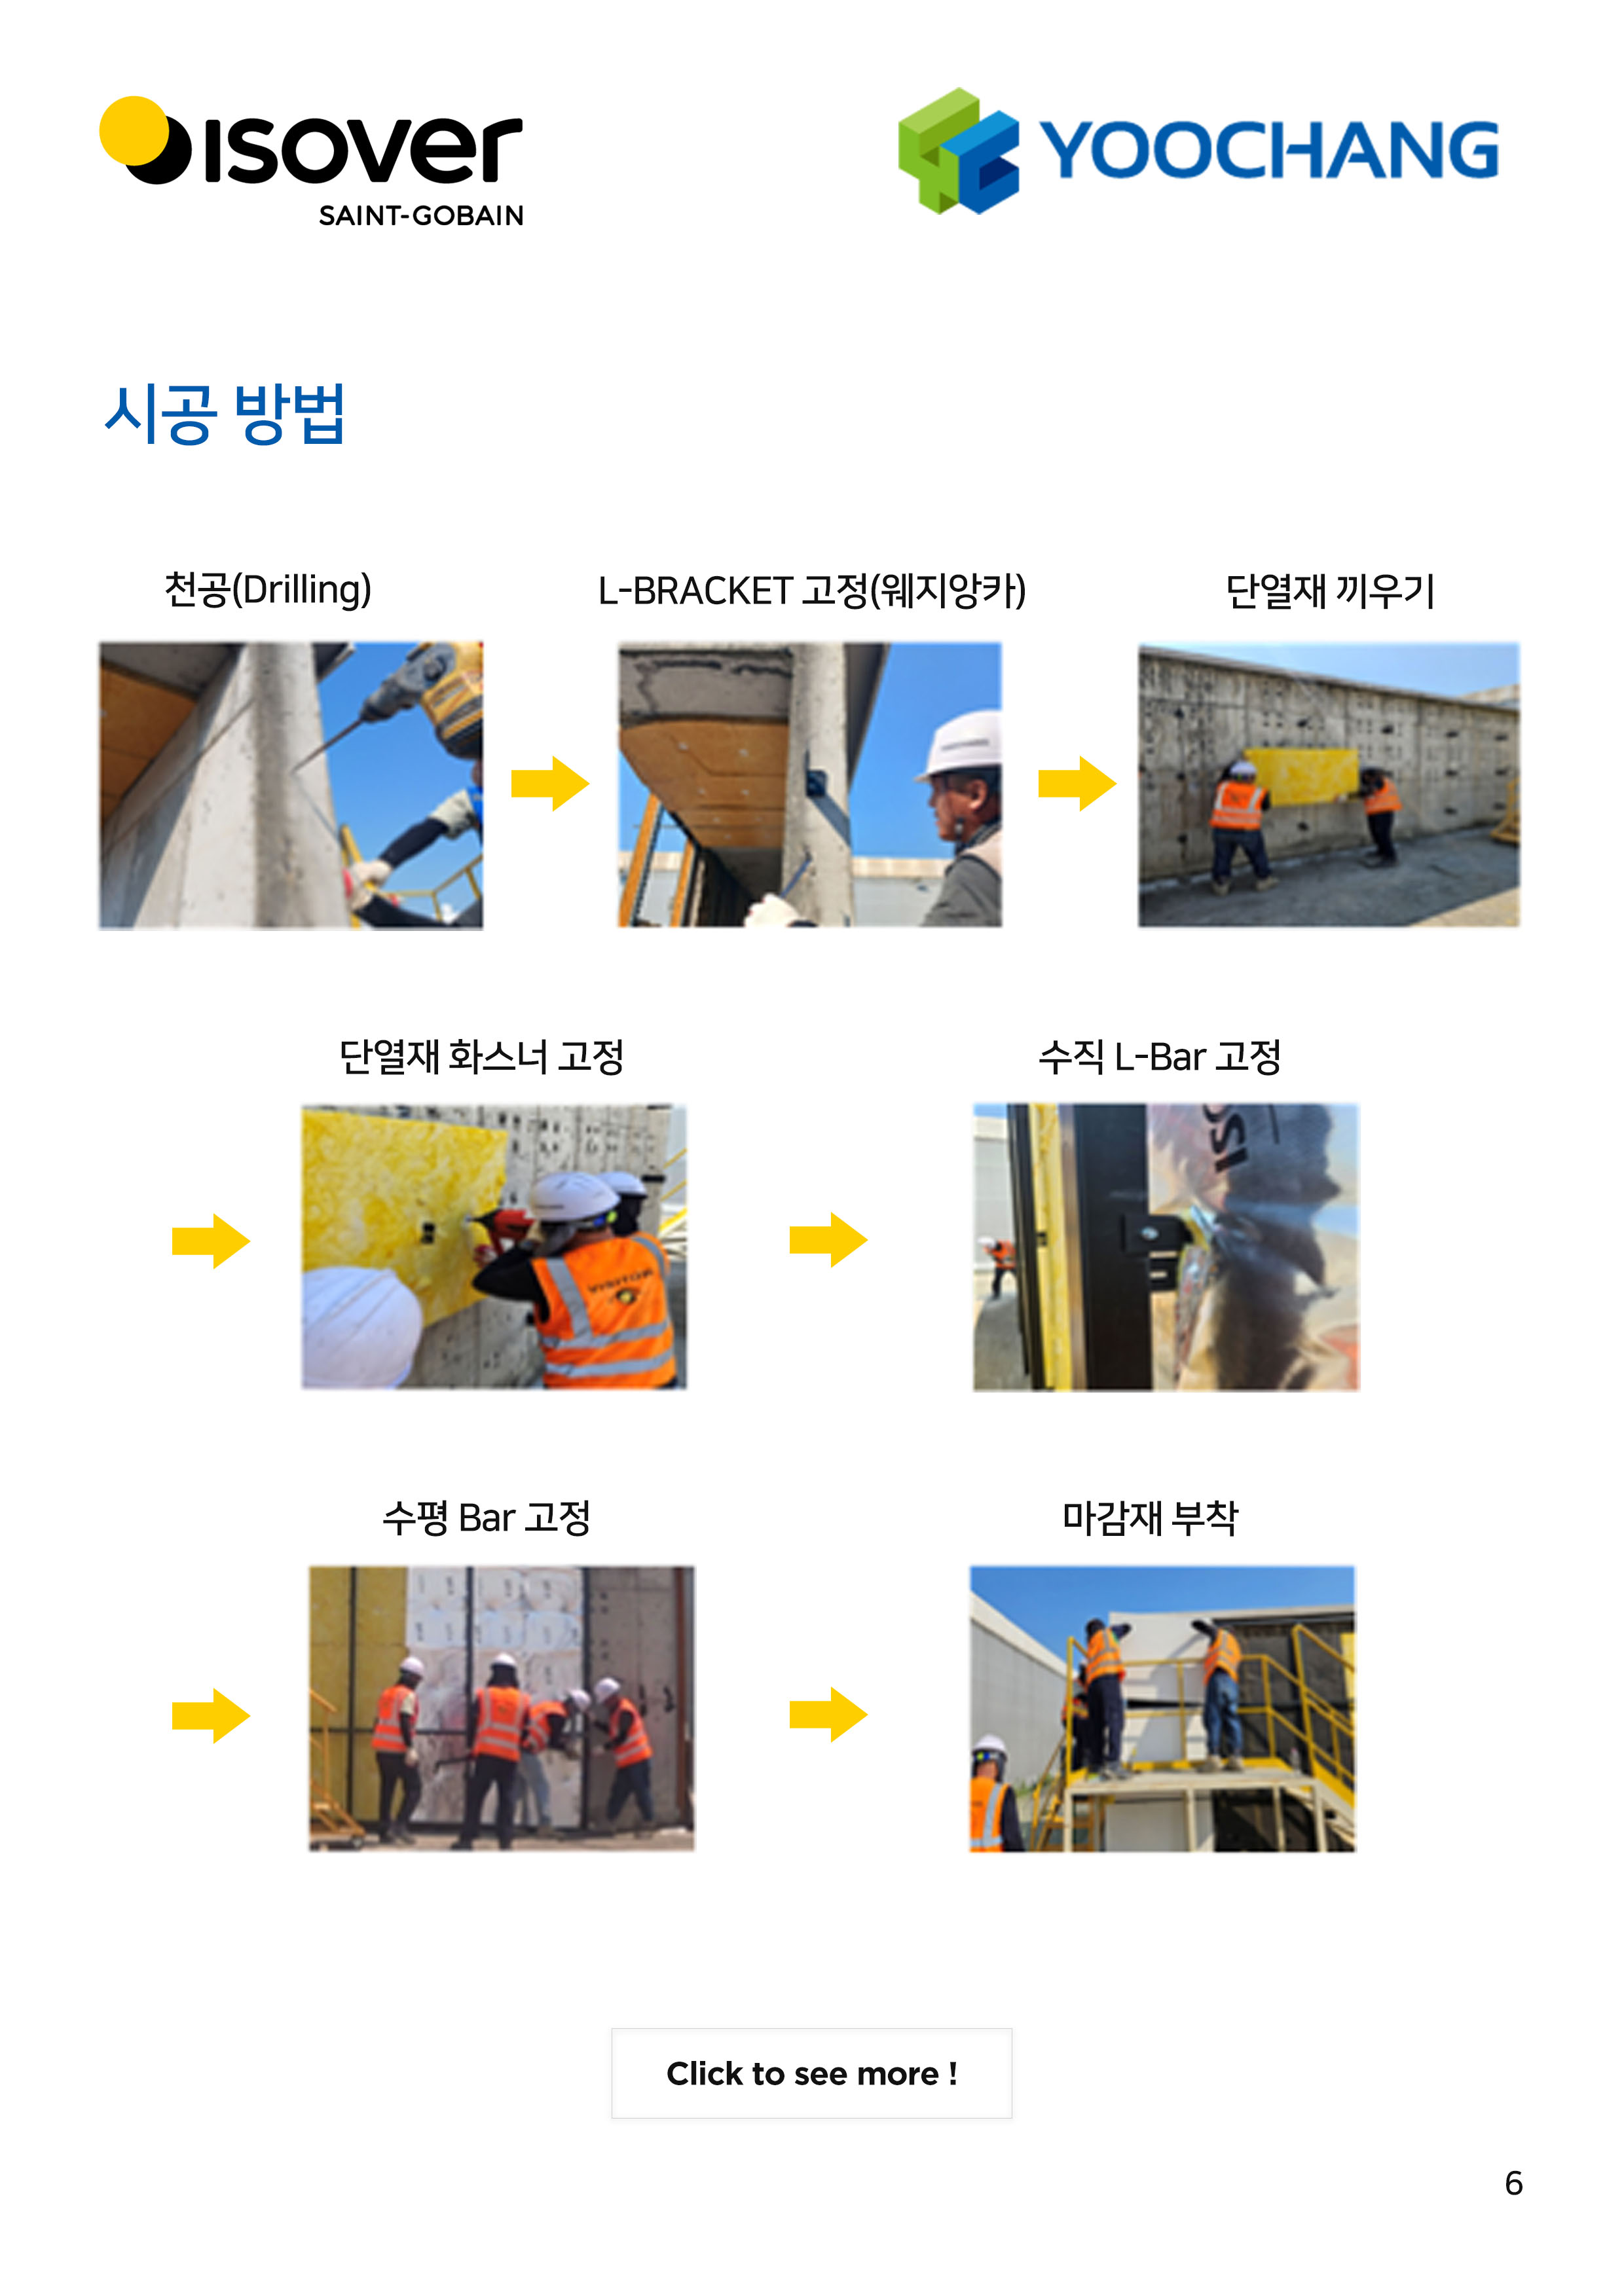 ISOVER
SAINT-GOBAIN
YOOCHANG
시공 방법
천공(Drilling)
L-BRACKET 고정(웨지앙카)
단열재 끼우기
단열재 화스너 고정
수직 L-Bar 고정
VISITOR
ISO
수평 Bar 고정
마감재 부착
Click to see more !
6